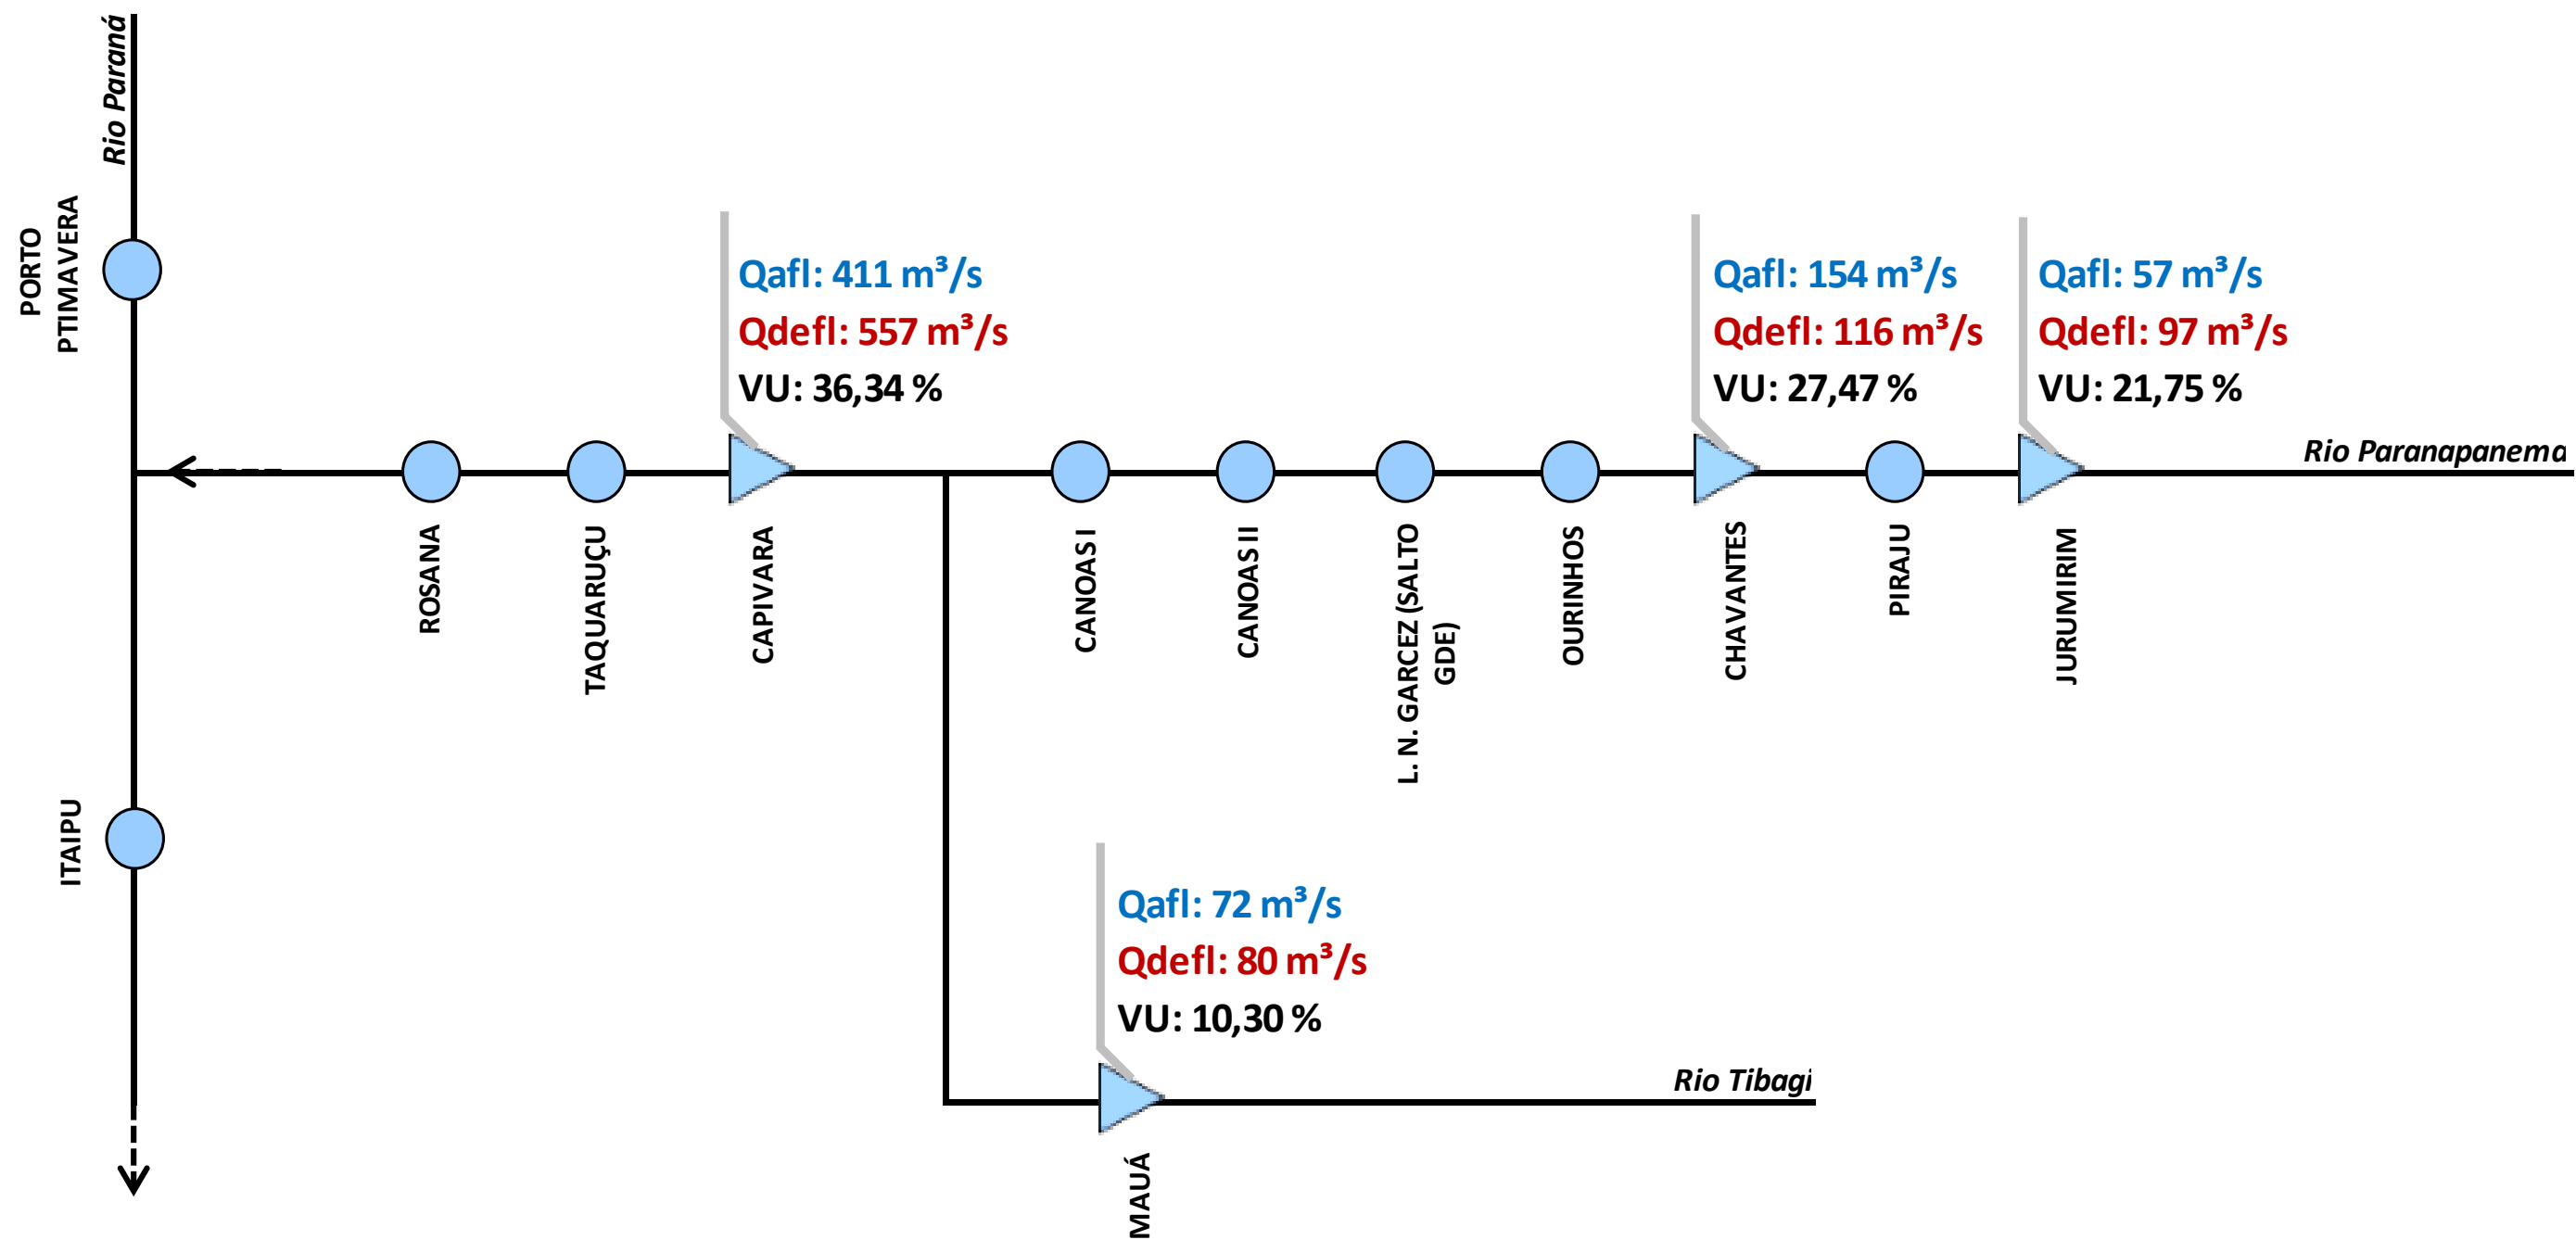 Rio Paraná
PORTO
PTIMAVERA
Qafl: 411 m³/s
Qdefl: 557 m³/s
VU: 36,34 %
Qafl: 154 m³/s
Qdefl: 116 m³/s
VU: 27,47 %
Qafl: 57 m³/s
Qdefl: 97 m³/s
VU: 21,75 %
Rio Paranapanema
ROSANA
TAQUARUÇU
CAPIVARA
CANOAS I
CANOAS II
L. N. GARCEZ (SALTO
GDE)
OURINHOS
CHAVANTES
PIRAJU
JURUMIRIM
ITAIPU
Qafl: 72 m³/s
Qdefl: 80 m³/s
VU: 10,30 %
Rio Tibagi
MAUÁ